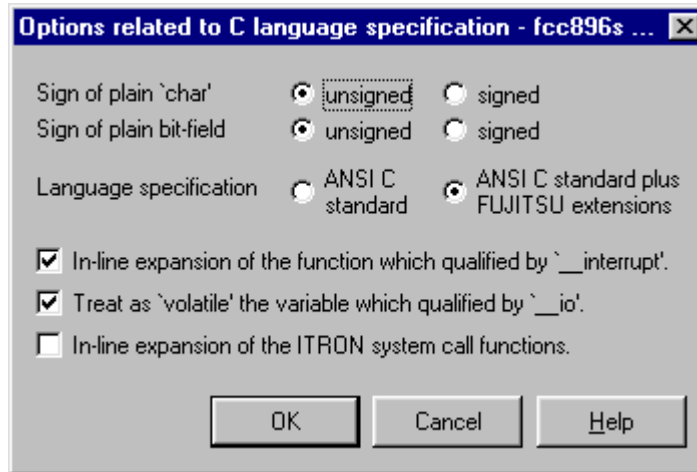 Options related to C language specification - fcc896s ...
Sign of plain `char' unsigned signed
Sign of plain bit-field unsigned signed
Language specification ANSI C standard ANSI C standard plus FUJITSU extensions
In-line expansion of the function which qualified by `__interrupt'.
Treat as `volatile' the variable which qualified by `__io'.
In-line expansion of the ITRON system call functions.
OK Cancel Help